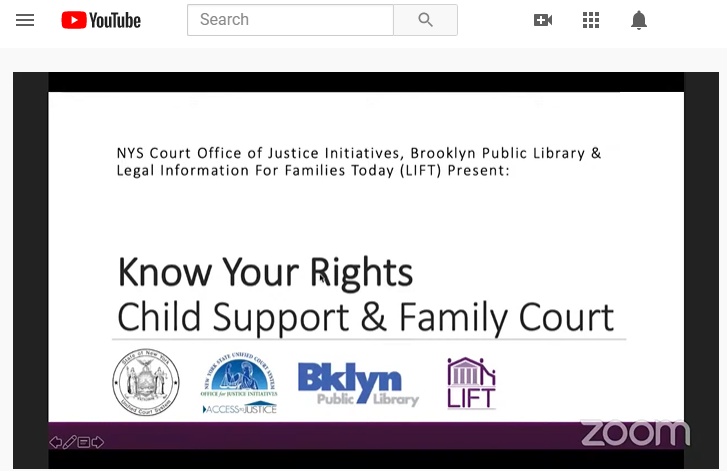 YouTube
Search
NYS Court Office of Justice Initiatives, Brooklyn Public Library &
Legal Information For Families Today (LIFT) Present:
Know Your Rights
Child Support & Family Court
State of New York
Unified Court System
NEW YORK STATE UNIFIED COURT SYSTEM
OFFICE for JUSTICE INITIATIVES
ACCESS to JUSTICE
Bklyn
Public Library
LIFT
zoom